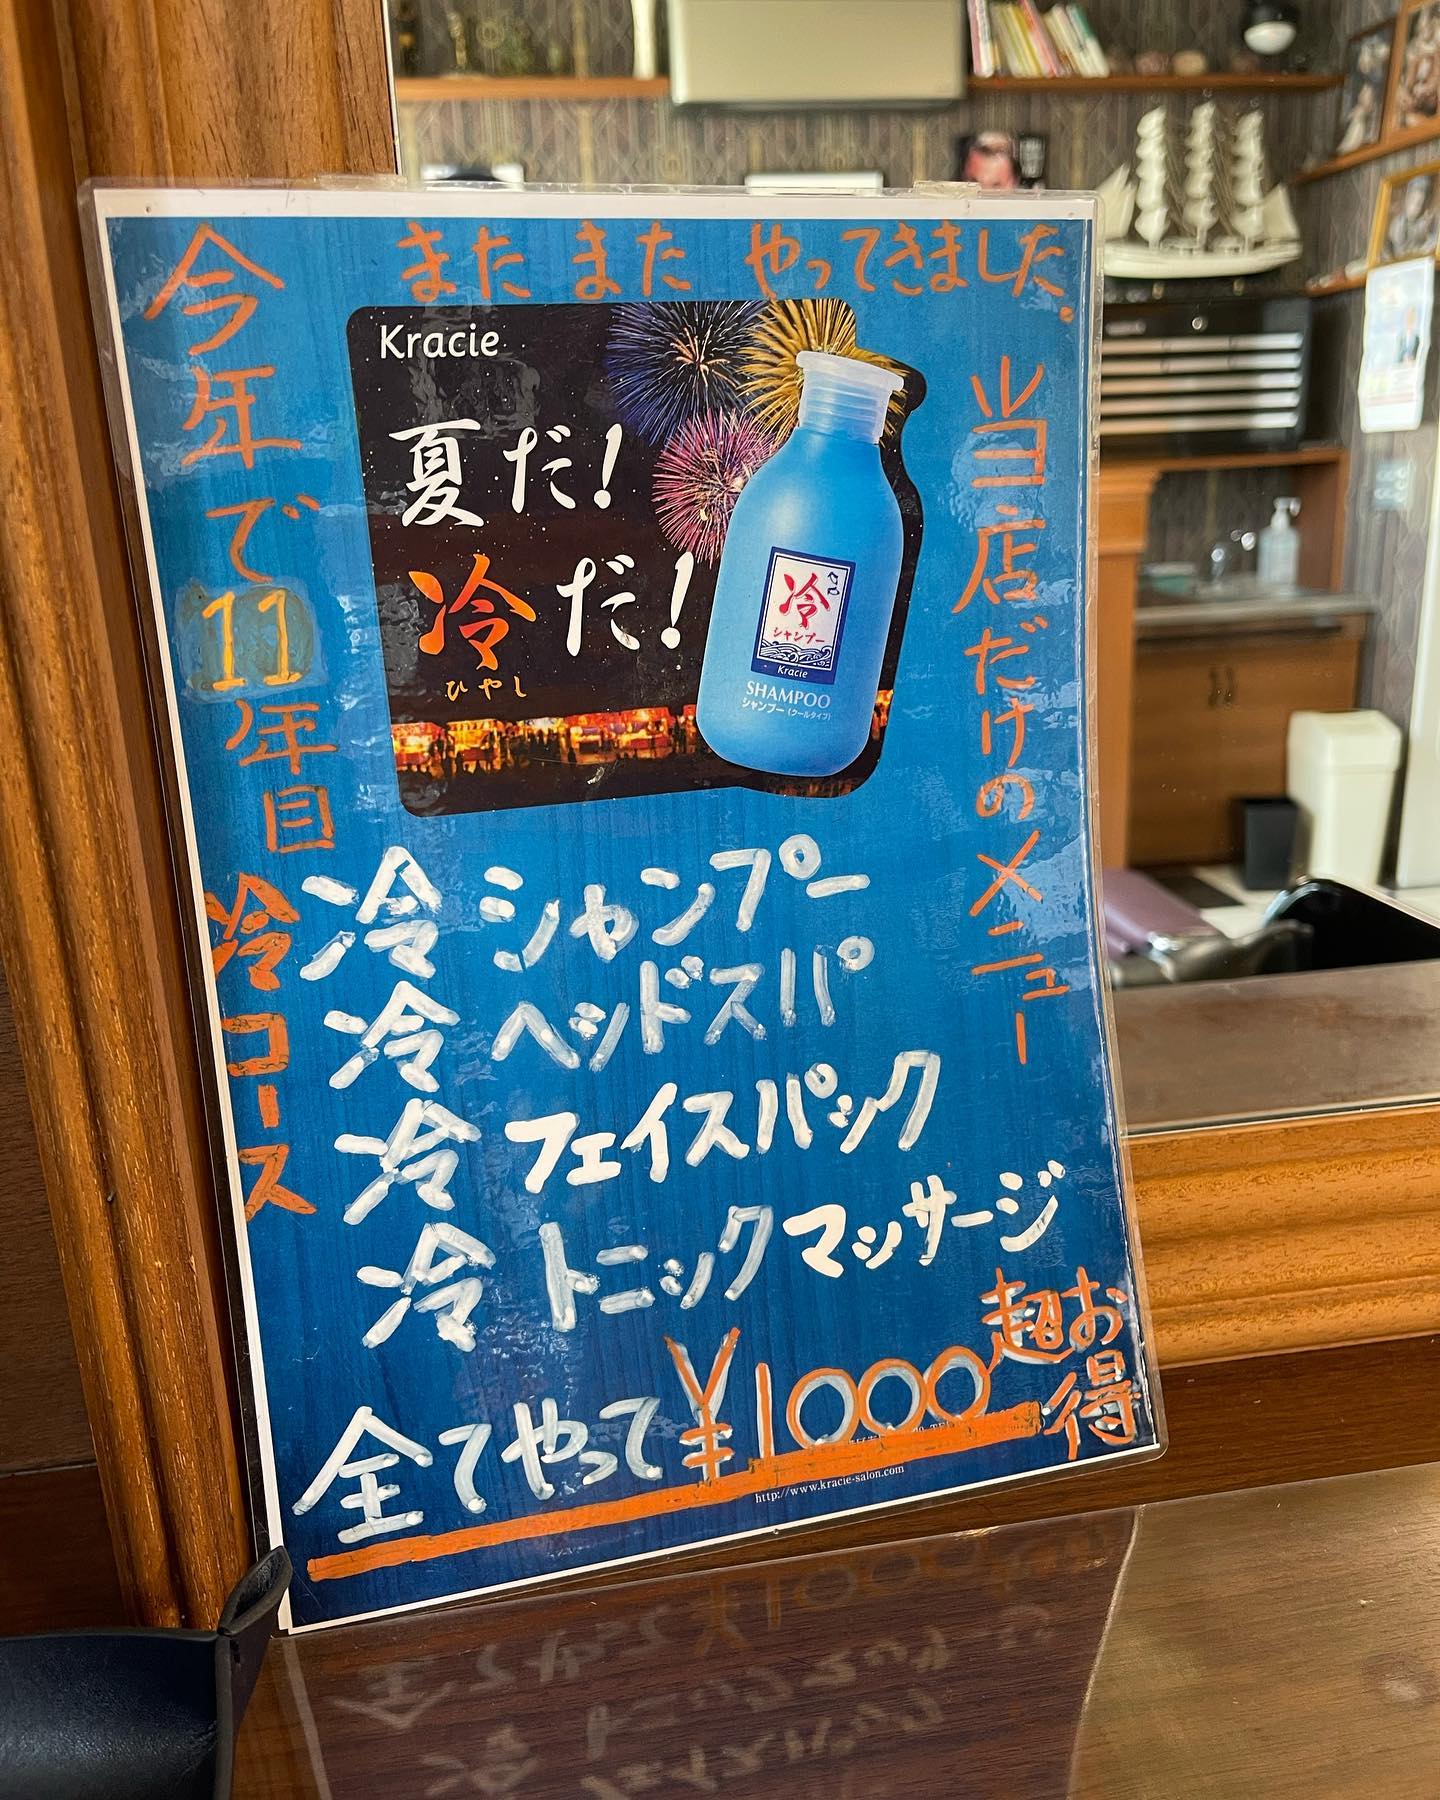 またまたやってきました。
今年で11年目
冷コース
当店だけのメニュー
Kracie
夏だ!
冷だ!
ひやし
冷
シャンプー
Kracie
SHAMPOO
シャンプー(クールタイプ)
冷シャンプー
冷ヘッドスパ
冷フェイスパック
冷トニックマッサージ
全てやって¥1000
超お得
http://www.kracie-salon.com